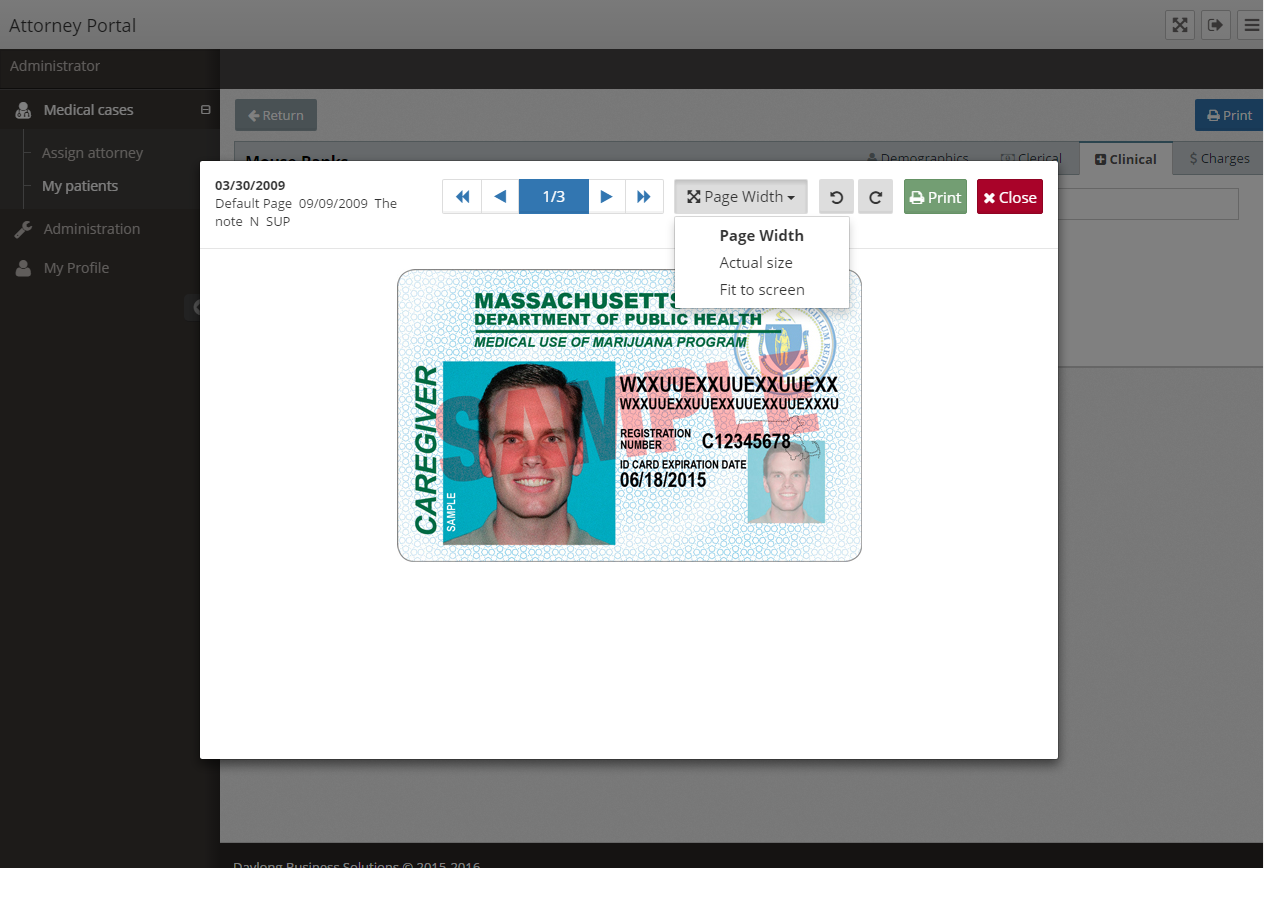 Attorney Portal
Administrator
Medical cases
Assign attorney
My patients
Administration
My Profile
Return
Print
Mouse Ranks
Demographics
Clerical
Clinical
$ Charges
03/30/2009
Default Page 09/09/2009 The
note N SUP
1/3
Page Width
Print
Close
Page Width
Actual size
Fit to screen
MASSACHUSETTS
DEPARTMENT OF PUBLIC HEALTH
MEDICAL USE OF MARIJUANA PROGRAM
CAREGIVER
SAMPLE
SAMPLE
WXXUUEXXUUEXXUUEXX
WXXUUEXXUUEXXUUEXXUUEXXXU
REGISTRATION
NUMBER
C12345678
ID CARD EXPIRATION DATE
06/18/2015
Daylong Business Solutions © 2015-2016